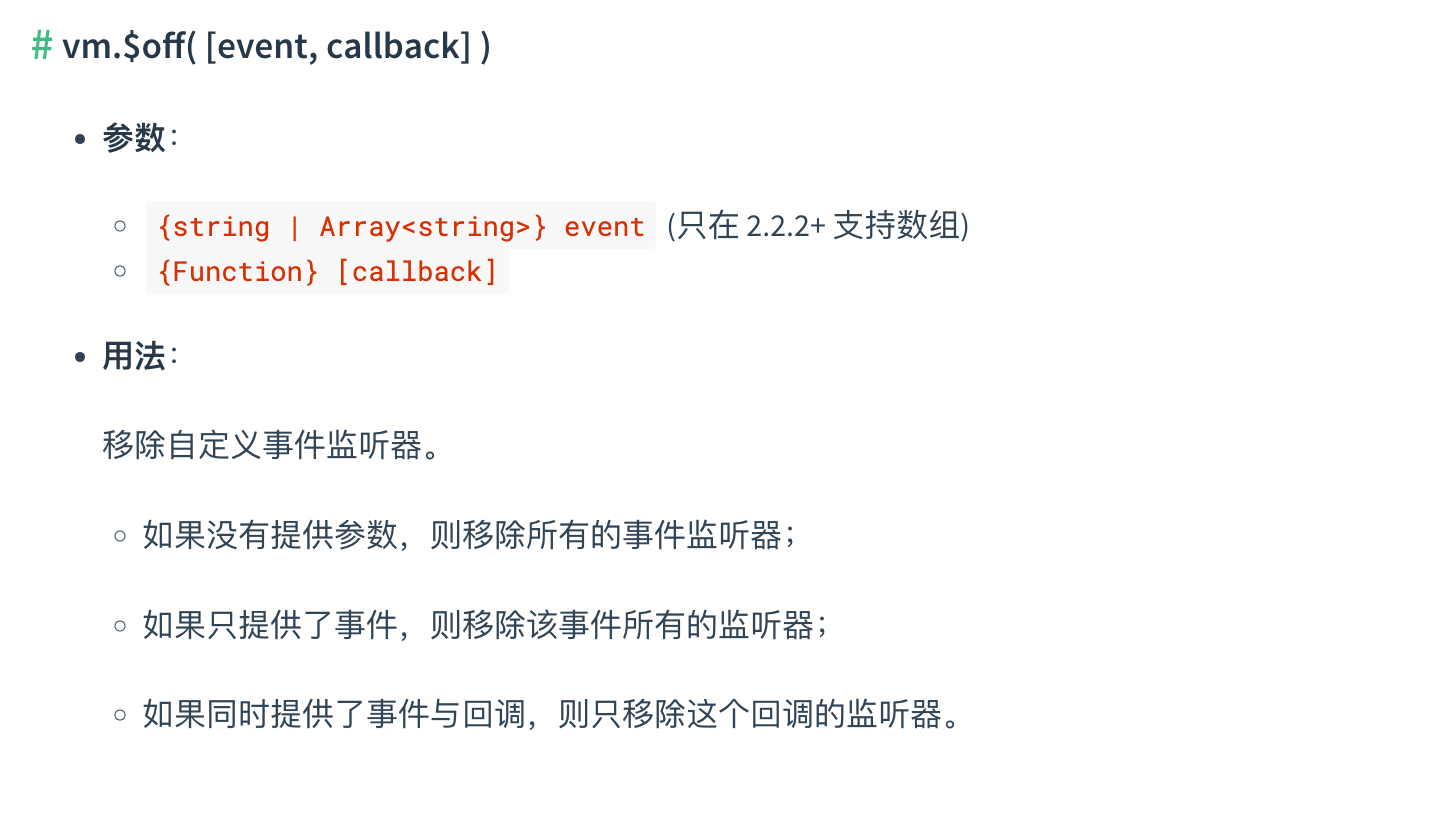 # vm.$off( [event, callback] )
• 参数：
○ {string | Array<string>} event (只在 2.2.2+ 支持数组)
○ {Function} [callback]
• 用法：
移除自定义事件监听器。
○ 如果没有提供参数，则移除所有的事件监听器；
○ 如果只提供了事件，则移除该事件所有的监听器；
○ 如果同时提供了事件与回调，则只移除这个回调的监听器。